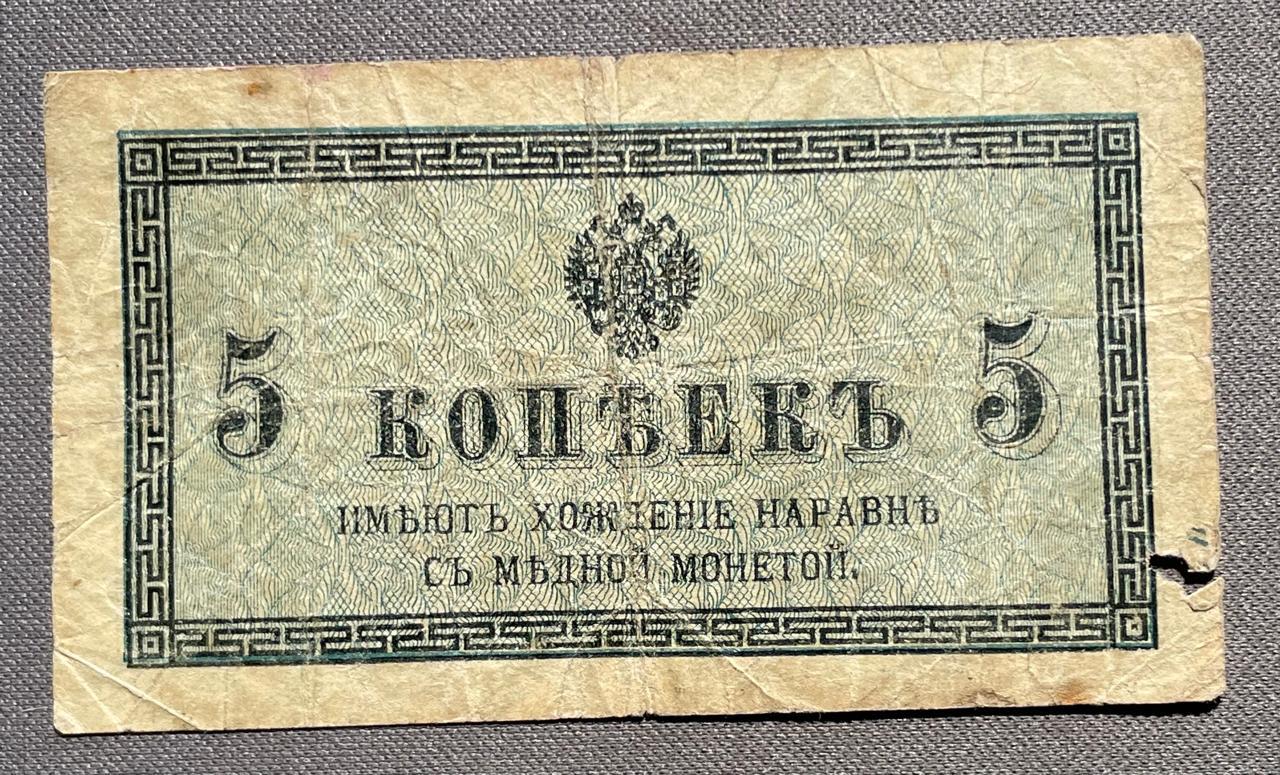 5 КОПѢЕКЪ 5
ИМѢЮТЪ ХОЖДЕНІЕ НАРАВНѢ
СЪ МѢДНОЙ МОНЕТОЙ.